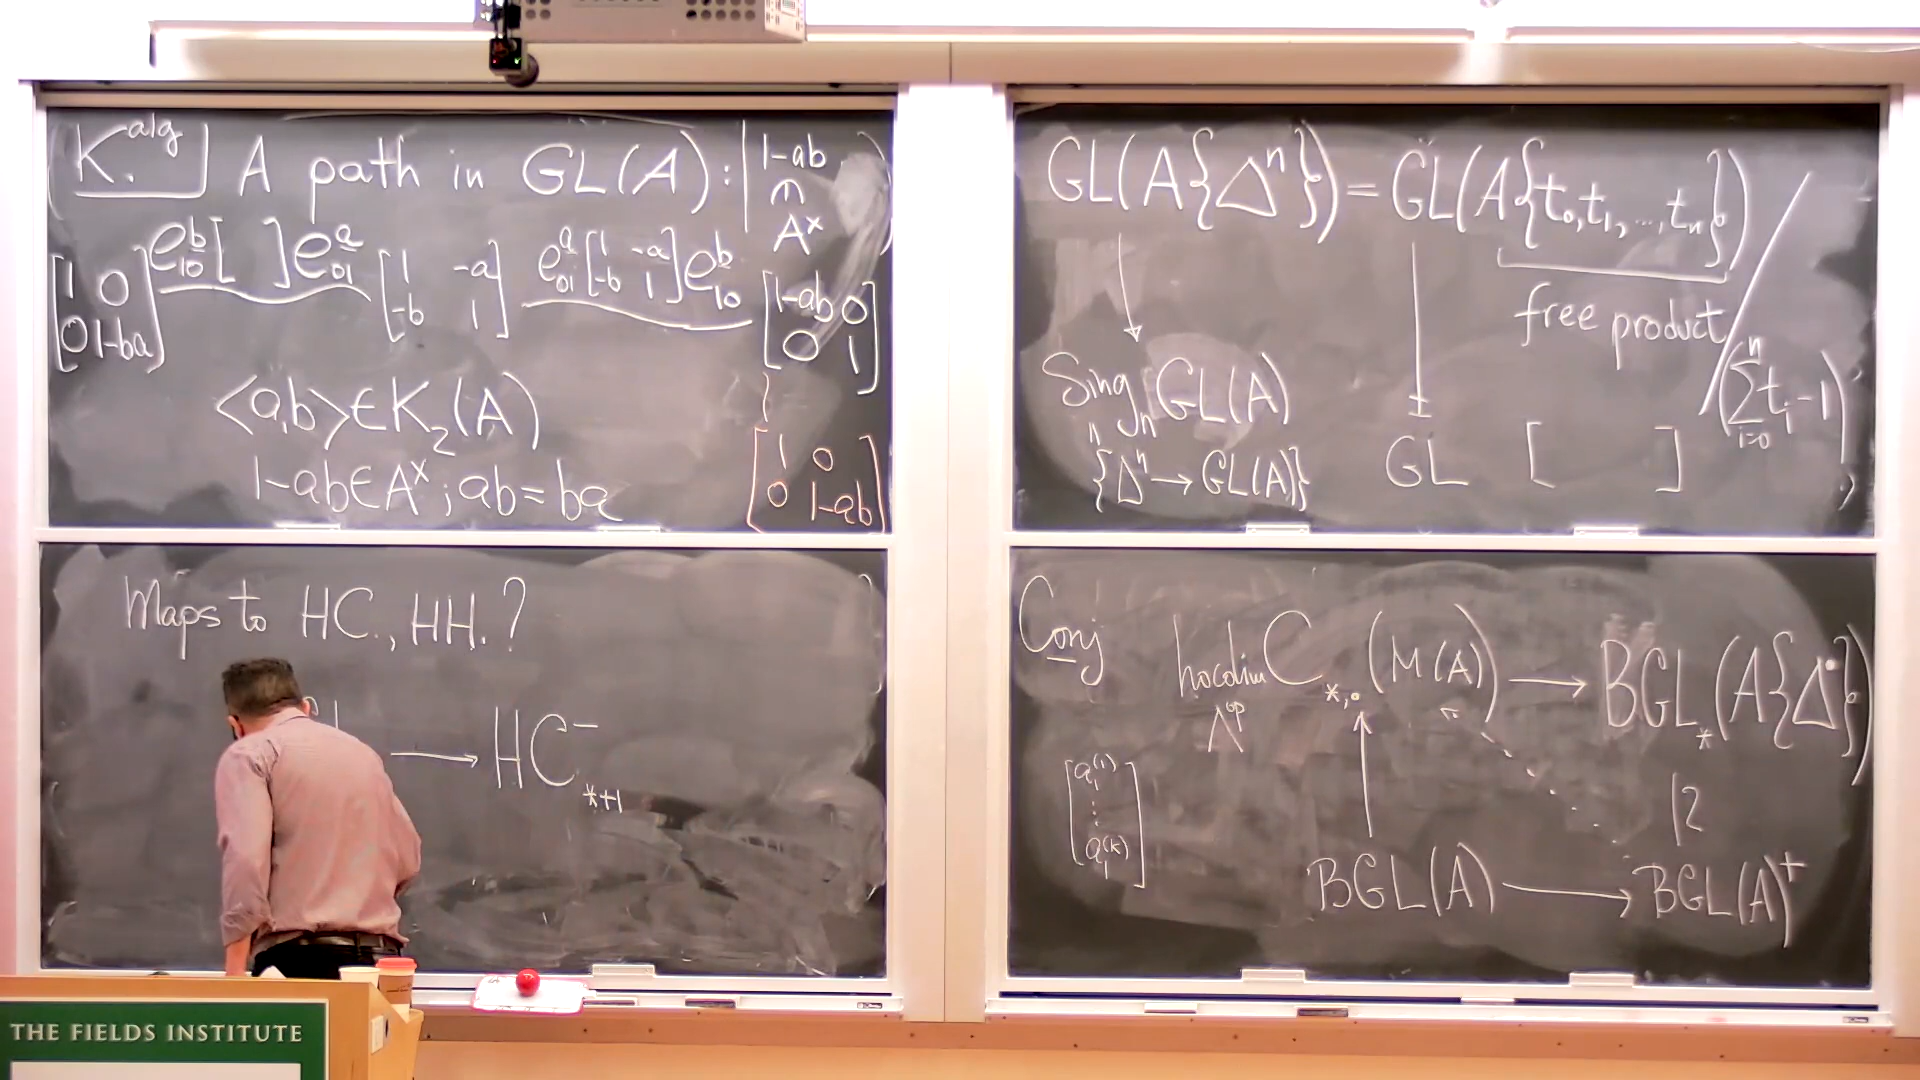 K.^alg A path in GL(A): 1-ab
∩
A^×
[1 0; 0 1-ba] e_10^b [ ] e_01^a [1 -a; -b 1] e_01^a [1 -a; -b 1] e_10^b [1-ab 0; 0 1]
<a,b> ∈ K_2(A)
1-ab ∈ A^×; ab = ba
[1 0; 0 1-ab]
Maps to HC., HH.?
→ HC^-_{*+1}
GL(A{Δ^n}) = GL(A{t_0,t_1,...,t_n}) /
free product
(∑_{i=0}^n t_i - 1)
Sing_n GL(A)
{Δ^n → GL(A)}
GL [ ]
Conj
hocolim_{Λ^op} C_{*,•}(M(A)) → BGL_*(A{Δ^•})
[a_1^(1) ⋮ a_1^(k)]
BGL(A) → BGL(A)^+
THE FIELDS INSTITUTE